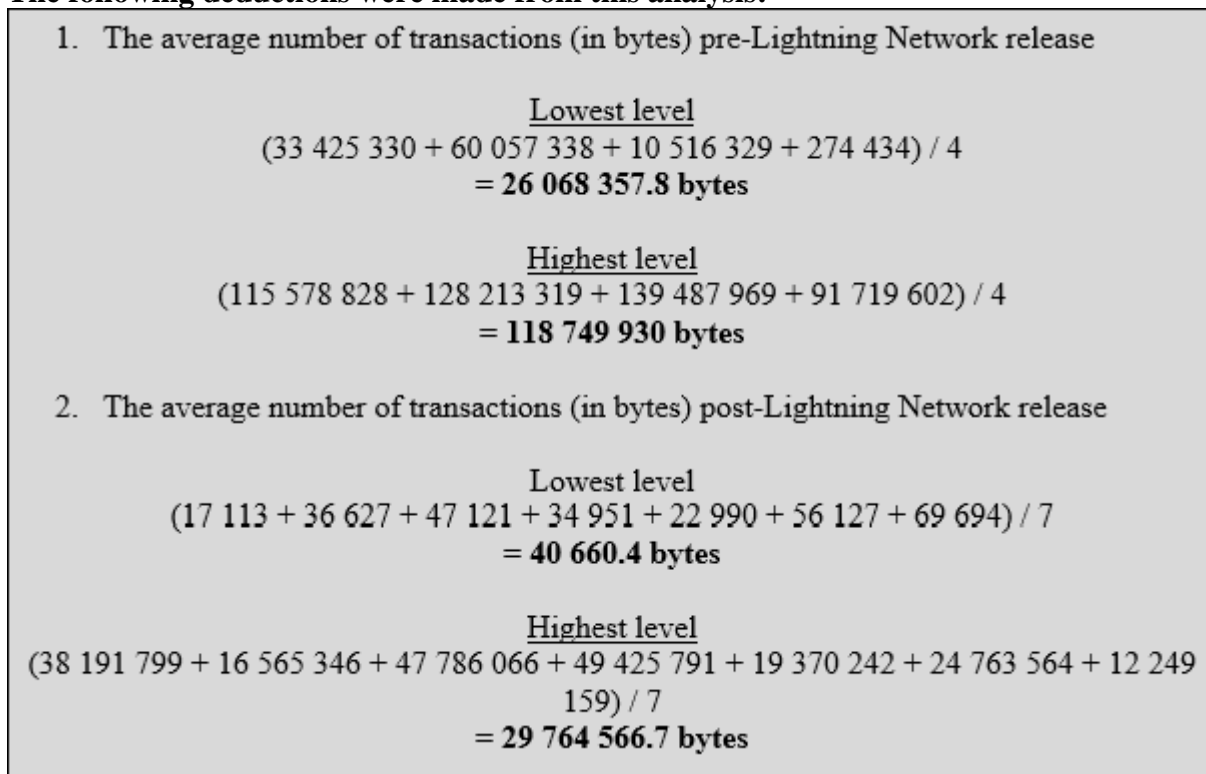 The following deductions were made from this analysis:
1. The average number of transactions (in bytes) pre-Lightning Network release
Lowest level
(33 425 330 + 60 057 338 + 10 516 329 + 274 434) / 4
= 26 068 357.8 bytes
Highest level
(115 578 828 + 128 213 319 + 139 487 969 + 91 719 602) / 4
= 118 749 930 bytes
2. The average number of transactions (in bytes) post-Lightning Network release
Lowest level
(17 113 + 36 627 + 47 121 + 34 951 + 22 990 + 56 127 + 69 694) / 7
= 40 660.4 bytes
Highest level
(38 191 799 + 16 565 346 + 47 786 066 + 49 425 791 + 19 370 242 + 24 763 564 + 12 249
159) / 7
= 29 764 566.7 bytes